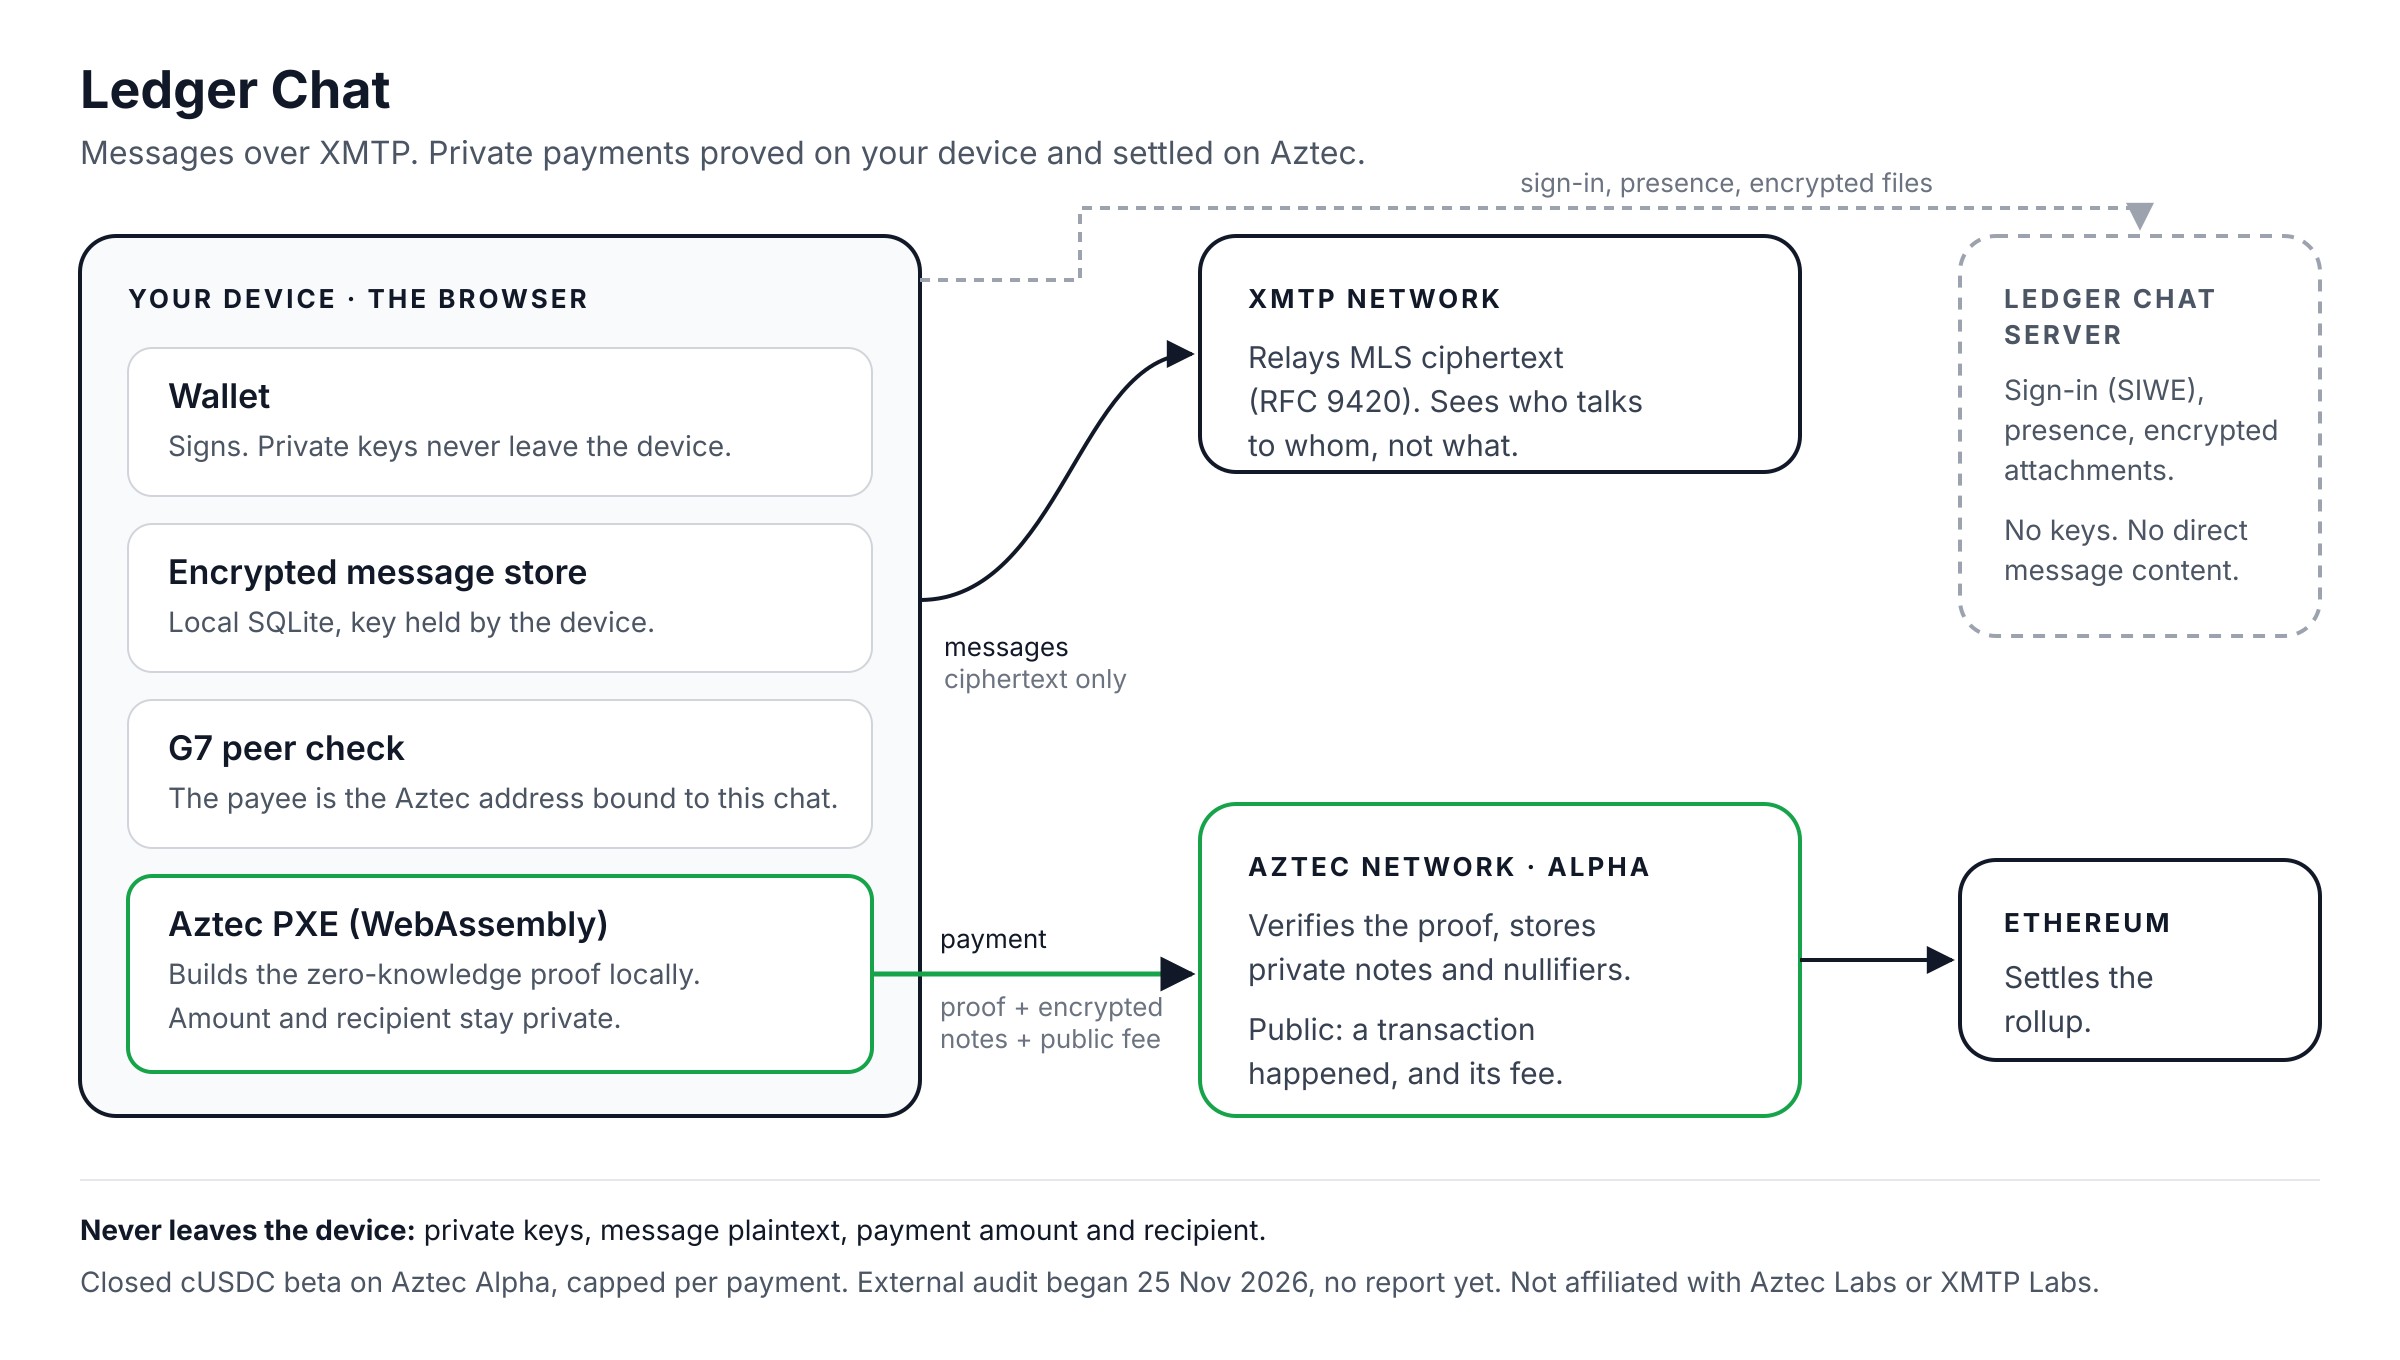 Ledger Chat
Messages over XMTP. Private payments proved on your device and settled on Aztec.
sign-in, presence, encrypted files
YOUR DEVICE · THE BROWSER
Wallet
Signs. Private keys never leave the device.
Encrypted message store
Local SQLite, key held by the device.
G7 peer check
The payee is the Aztec address bound to this chat.
Aztec PXE (WebAssembly)
Builds the zero-knowledge proof locally.
Amount and recipient stay private.
messages
ciphertext only
payment
proof + encrypted
notes + public fee
XMTP NETWORK
Relays MLS ciphertext
(RFC 9420). Sees who talks
to whom, not what.
AZTEC NETWORK · ALPHA
Verifies the proof, stores
private notes and nullifiers.
Public: a transaction
happened, and its fee.
LEDGER CHAT
SERVER
Sign-in (SIWE),
presence, encrypted
attachments.
No keys. No direct
message content.
ETHEREUM
Settles the
rollup.
Never leaves the device: private keys, message plaintext, payment amount and recipient.
Closed cUSDC beta on Aztec Alpha, capped per payment. External audit began 25 Nov 2026, no report yet. Not affiliated with Aztec Labs or XMTP Labs.